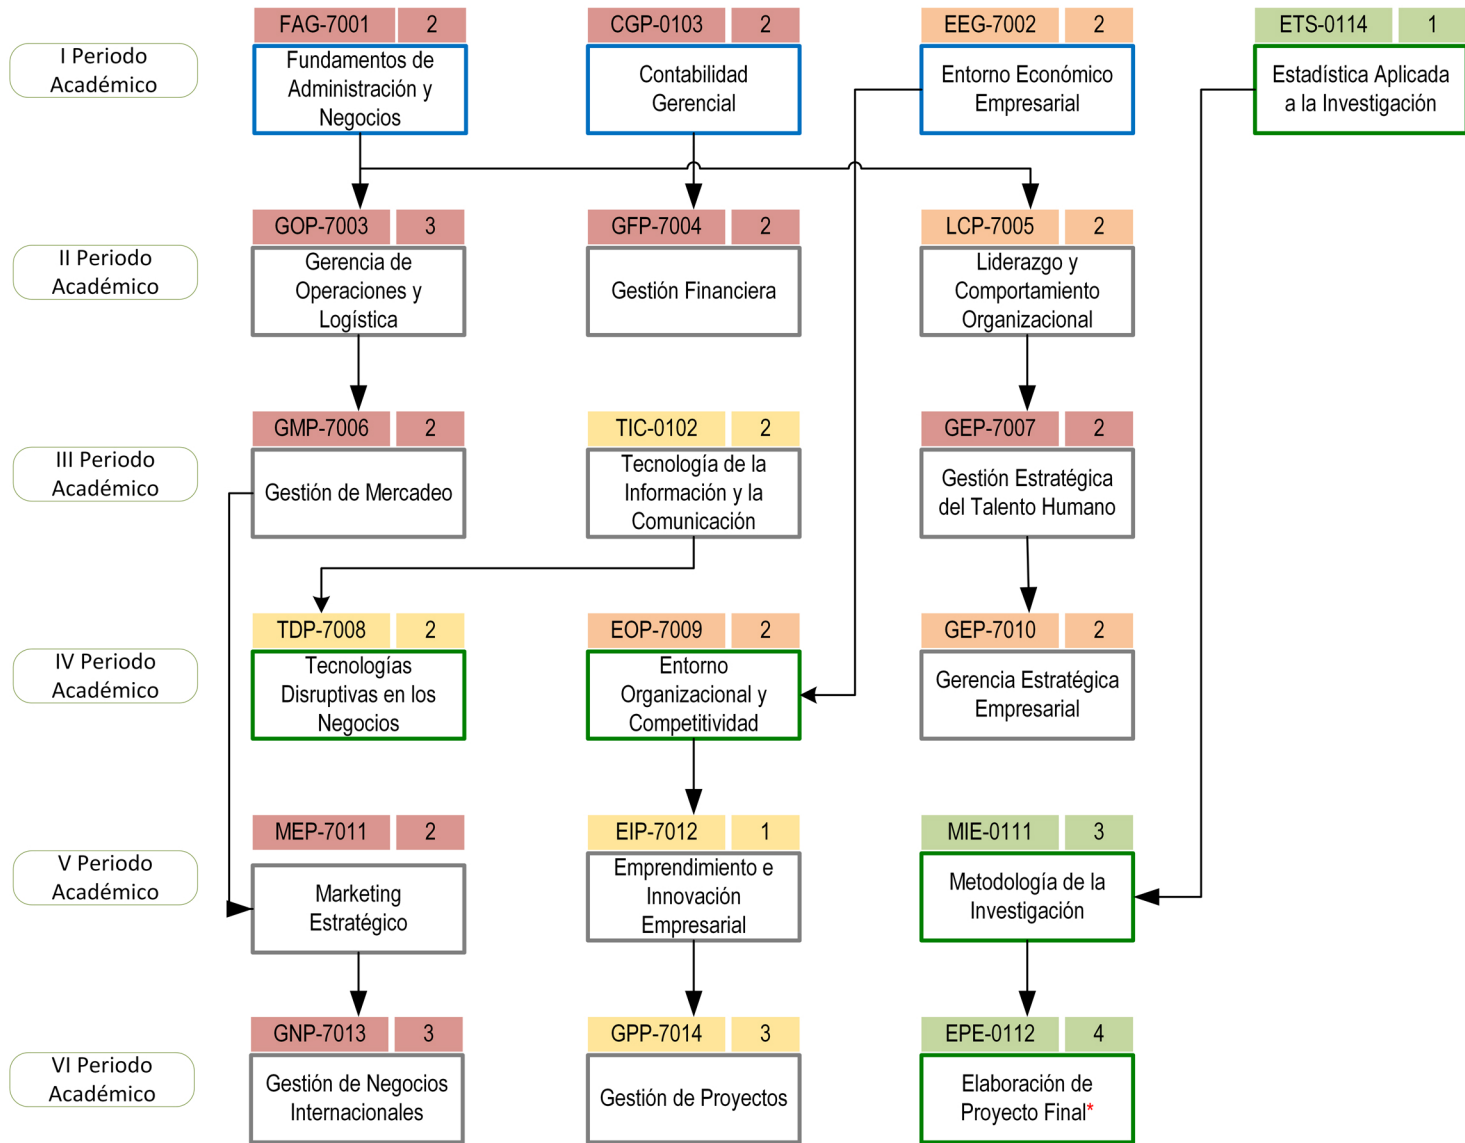 I Periodo
Académico
FAG-7001 2
Fundamentos de
Administración y
Negocios
CGP-0103 2
Contabilidad
Gerencial
EEG-7002 2
Entorno Económico
Empresarial
ETS-0114 1
Estadística Aplicada
a la Investigación
II Periodo
Académico
GOP-7003 3
Gerencia de
Operaciones y
Logística
GFP-7004 2
Gestión Financiera
LCP-7005 2
Liderazgo y
Comportamiento
Organizacional
III Periodo
Académico
GMP-7006 2
Gestión de Mercadeo
TIC-0102 2
Tecnología de la
Información y la
Comunicación
GEP-7007 2
Gestión Estratégica
del Talento Humano
IV Periodo
Académico
TDP-7008 2
Tecnologías
Disruptivas en los
Negocios
EOP-7009 2
Entorno
Organizacional y
Competitividad
GEP-7010 2
Gerencia Estratégica
Empresarial
V Periodo
Académico
MEP-7011 2
Marketing
Estratégico
EIP-7012 1
Emprendimiento e
Innovación
Empresarial
MIE-0111 3
Metodología de la
Investigación
VI Periodo
Académico
GNP-7013 3
Gestión de Negocios
Internacionales
GPP-7014 3
Gestión de Proyectos
EPE-0112 4
Elaboración de
Proyecto Final*